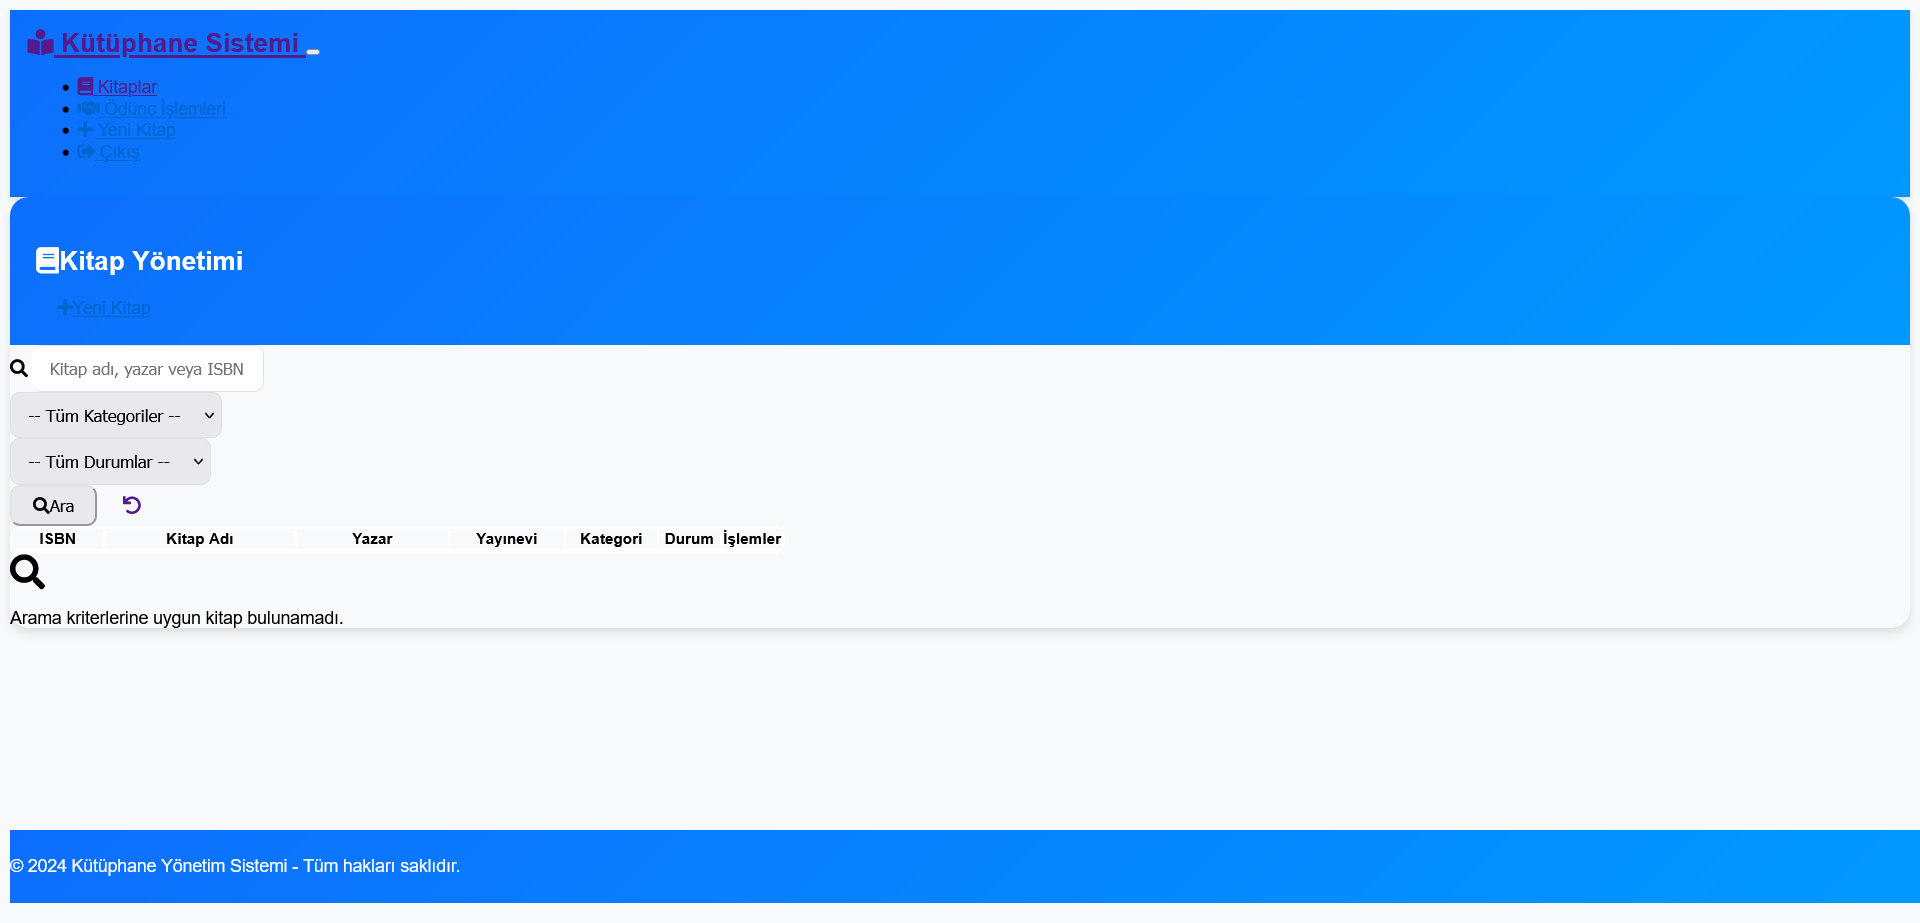 Kütüphane Sistemi
Kitaplar
Ödünç İşlemleri
Yeni Kitap
Çıkış
Kitap Yönetimi
Yeni Kitap
Kitap adı, yazar veya ISBN
-- Tüm Kategoriler --
-- Tüm Durumlar --
Ara
ISBN Kitap Adı Yazar Yayınevi Kategori Durum İşlemler
Arama kriterlerine uygun kitap bulunamadı.
© 2024 Kütüphane Yönetim Sistemi - Tüm hakları saklıdır.